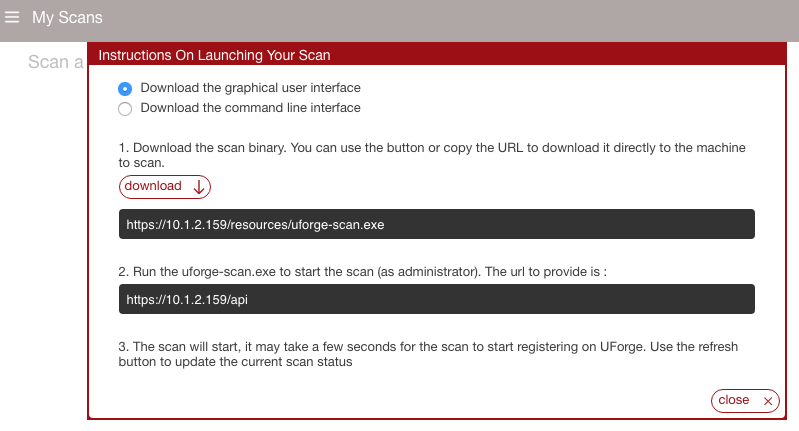 My Scans
Scan a
Instructions On Launching Your Scan
Download the graphical user interface
Download the command line interface
1. Download the scan binary. You can use the button or copy the URL to download it directly to the machine
to scan.
download
https://10.1.2.159/resources/uforge-scan.exe
2. Run the uforge-scan.exe to start the scan (as administrator). The url to provide is :
https://10.1.2.159/api
3. The scan will start, it may take a few seconds for the scan to start registering on UForge. Use the refresh
button to update the current scan status
close